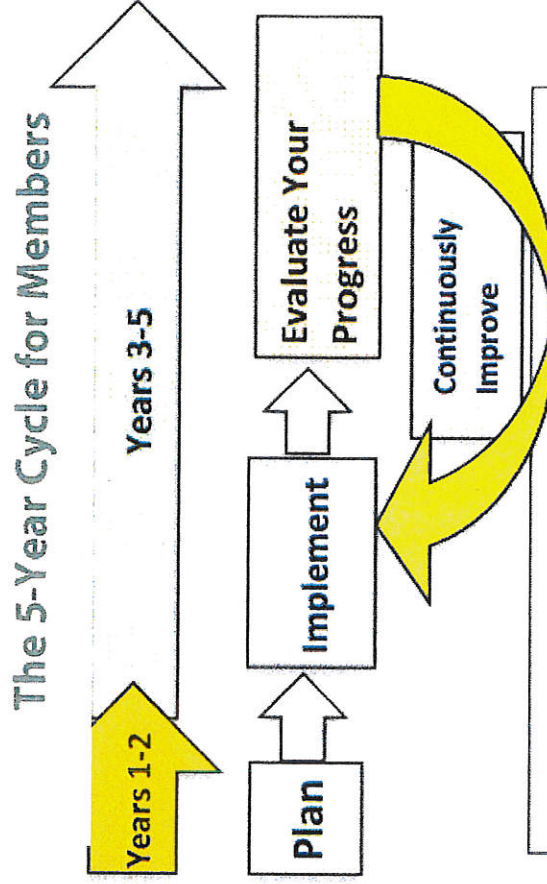 The 5-Year Cycle for Members
Years 1-2
Years 3-5
Plan
Implement
Evaluate Your
Progress
Continuously
Improve